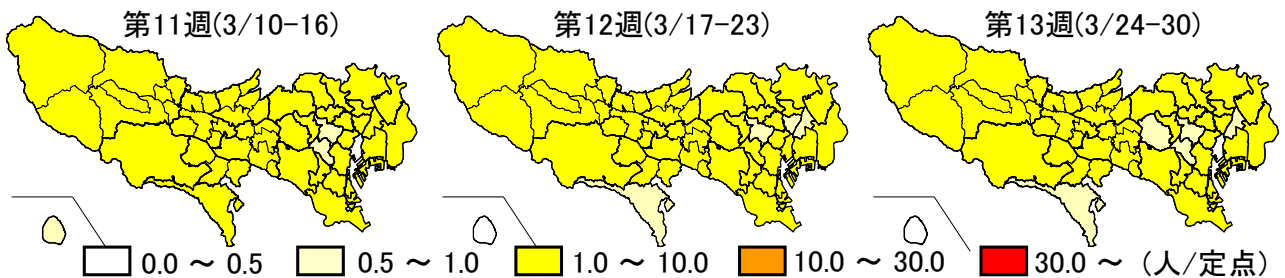 第11週(3/10-16) 第12週(3/17-23) 第13週(3/24-30)
0.0 ～ 0.5 0.5 ～ 1.0 1.0 ～ 10.0 10.0 ～ 30.0 30.0 ～ (人/定点)